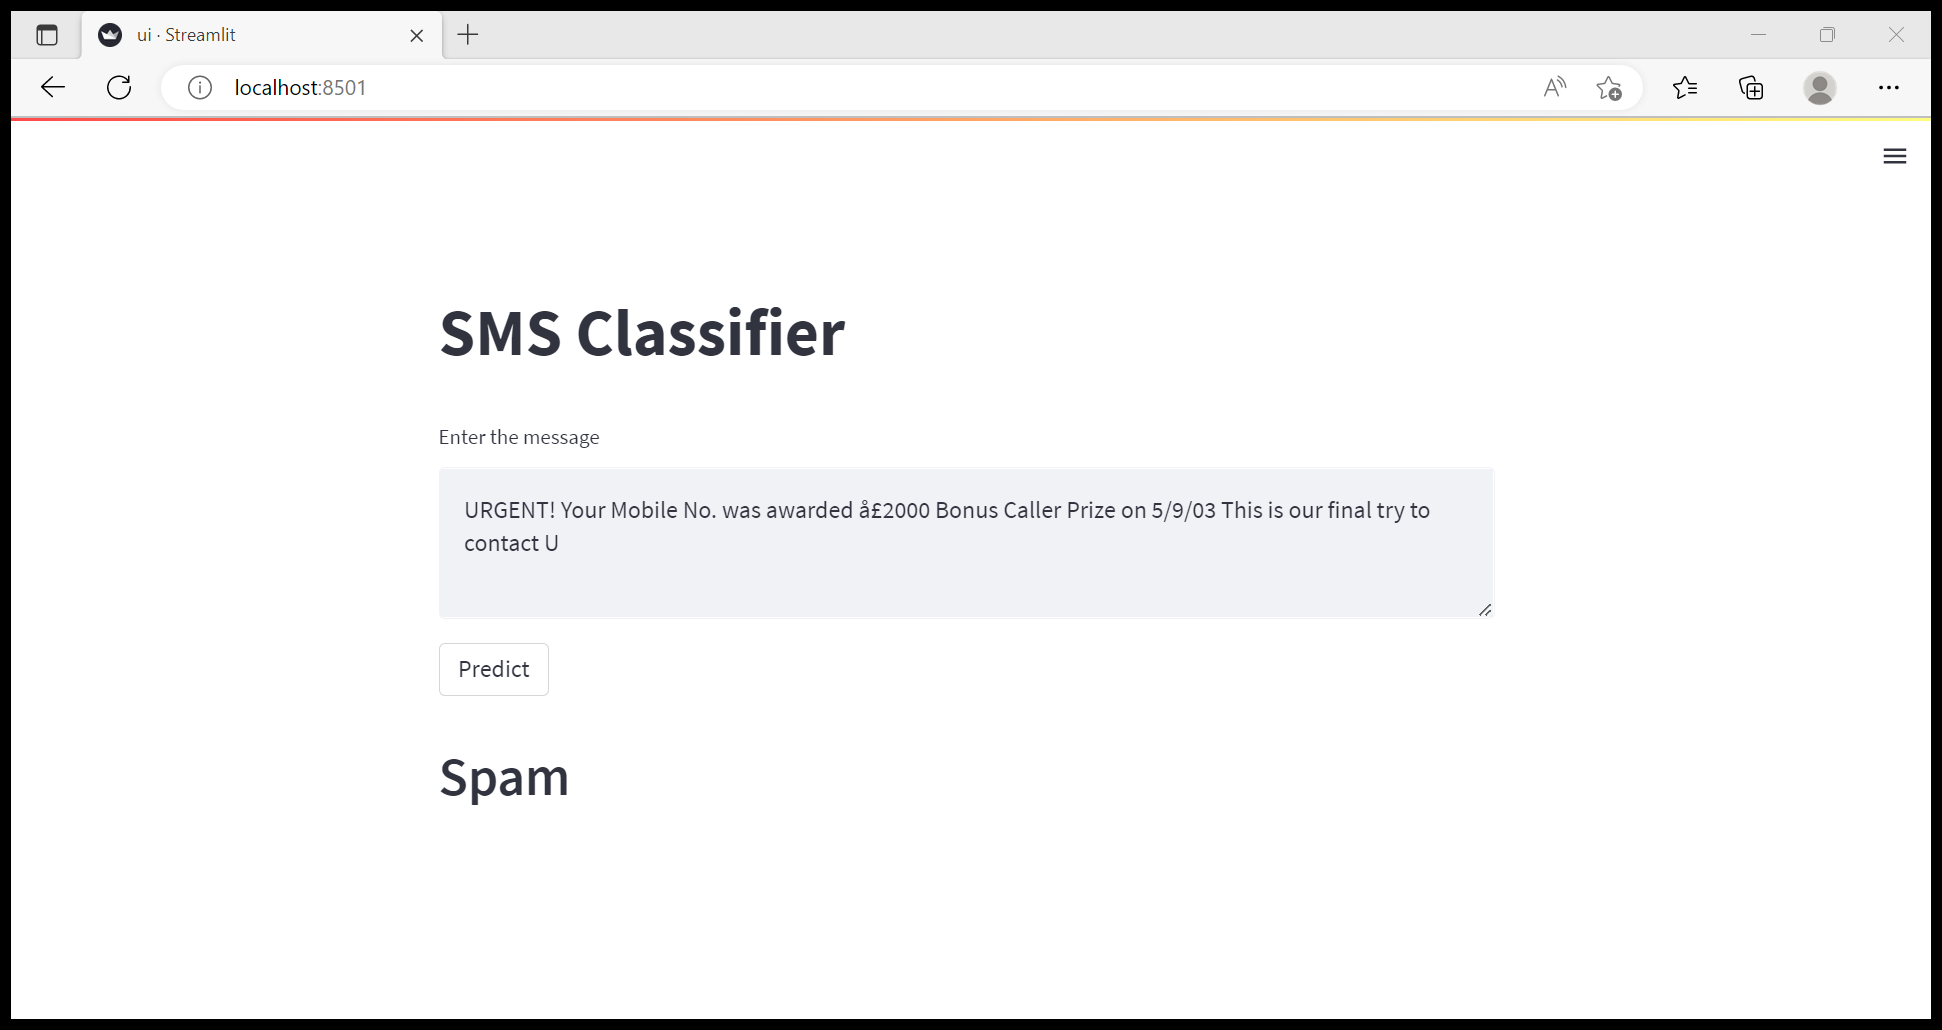 ui · Streamlit
localhost:8501
SMS Classifier
Enter the message
URGENT! Your Mobile No. was awarded å£2000 Bonus Caller Prize on 5/9/03 This is our final try to
contact U
Predict
Spam